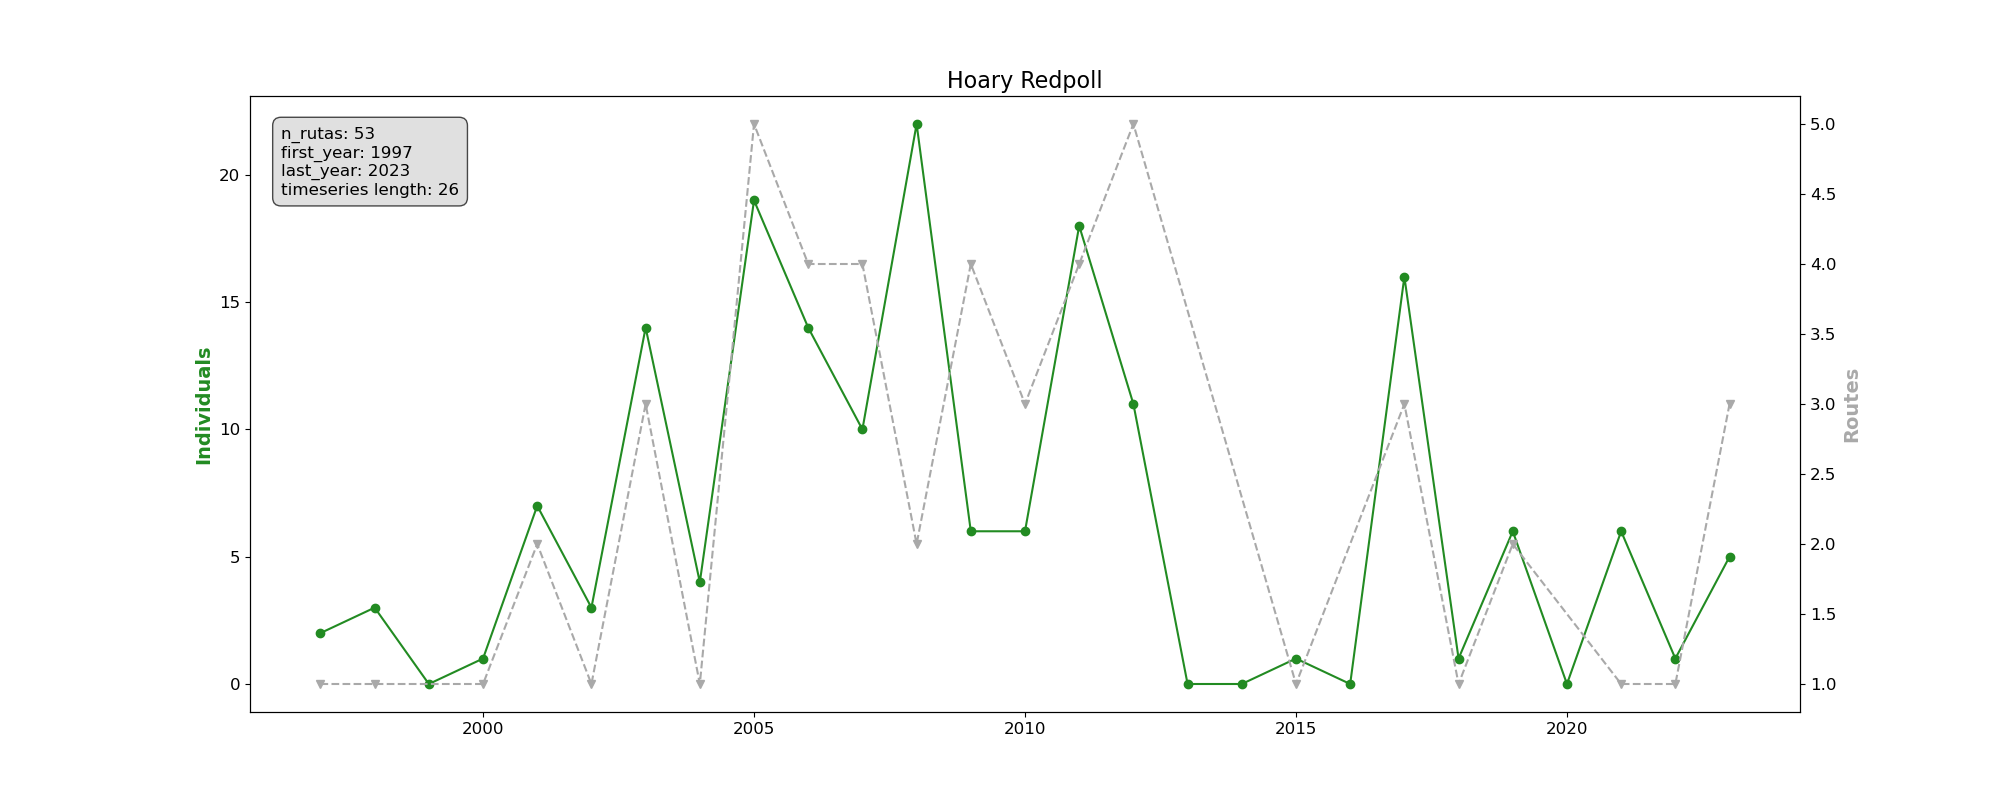 Hoary Redpoll
n_rutas: 53
first_year: 1997
last_year: 2023
timeseries length: 26
Individuals
20
15
10
5
0
5.0
4.5
4.0
3.5
3.0
2.5
2.0
1.5
1.0
Routes
2000 2005 2010 2015 2020